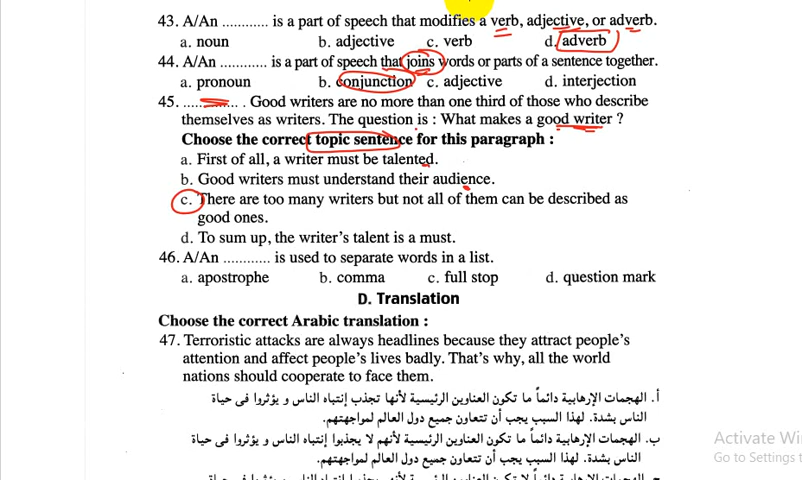 43. A/An ............ is a part of speech that modifies a verb, adjective, or adverb.
a. noun b. adjective c. verb d. adverb
44. A/An ............ is a part of speech that joins words or parts of a sentence together.
a. pronoun b. conjunction c. adjective d. interjection
45. ............ . Good writers are no more than one third of those who describe
themselves as writers. The question is : What makes a good writer ?
Choose the correct topic sentence for this paragraph :
a. First of all, a writer must be talented.
b. Good writers must understand their audience.
c. There are too many writers but not all of them can be described as
good ones.
d. To sum up, the writer's talent is a must.
46. A/An ............ is used to separate words in a list.
a. apostrophe b. comma c. full stop d. question mark
D. Translation
Choose the correct Arabic translation :
47. Terroristic attacks are always headlines because they attract people's
attention and affect people's lives badly. That's why, all the world
nations should cooperate to face them.
أ. الهجمات الإرهابية دائماً ما تكون العناوين الرئيسية لأنها تجذب إنتباه الناس و يؤثروا فى حياة
الناس بشدة. لهذا السبب يجب أن تتعاون جميع دول العالم لمواجهتهم.
ب. الهجمات الإرهابية دائماً ما تكون العناوين الرئيسية لأنهم لا يجذبوا إنتباه الناس و يؤثروا فى حياة
الناس بشدة. لهذا السبب يجب أن تتعاون جميع دول العالم لمواجهتهم.
Activate Wi
Go to Settings t